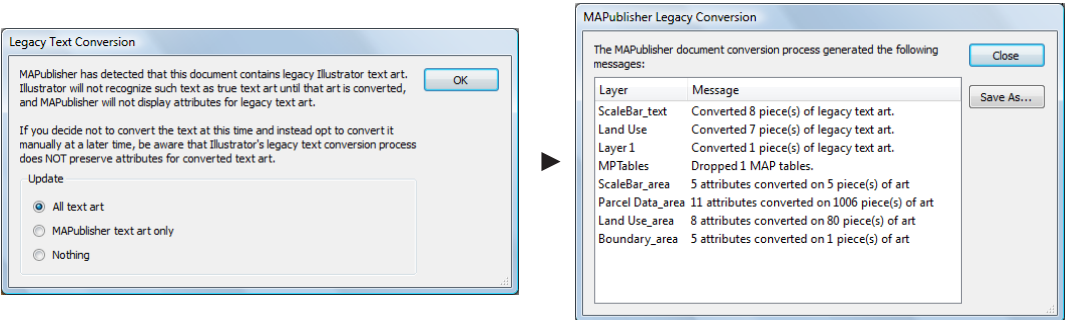 Legacy Text Conversion
MAPublisher has detected that this document contains legacy Illustrator text art.
Illustrator will not recognize such text as true text art until that art is converted,
and MAPublisher will not display attributes for legacy text art.
If you decide not to convert the text at this time and instead opt to convert it
manually at a later time, be aware that Illustrator's legacy text conversion process
does NOT preserve attributes for converted text art.
OK
Update
All text art
MAPublisher text art only
Nothing
MAPublisher Legacy Conversion
The MAPublisher document conversion process generated the following
messages:
Close
Save As...
Layer Message
ScaleBar_text Converted 8 piece(s) of legacy text art.
Land Use Converted 7 piece(s) of legacy text art.
Layer 1 Converted 1 piece(s) of legacy text art.
MPTables Dropped 1 MAP tables.
ScaleBar_area 5 attributes converted on 5 piece(s) of art
Parcel Data_area 11 attributes converted on 1006 piece(s) of art
Land Use_area 8 attributes converted on 80 piece(s) of art
Boundary_area 5 attributes converted on 1 piece(s) of art